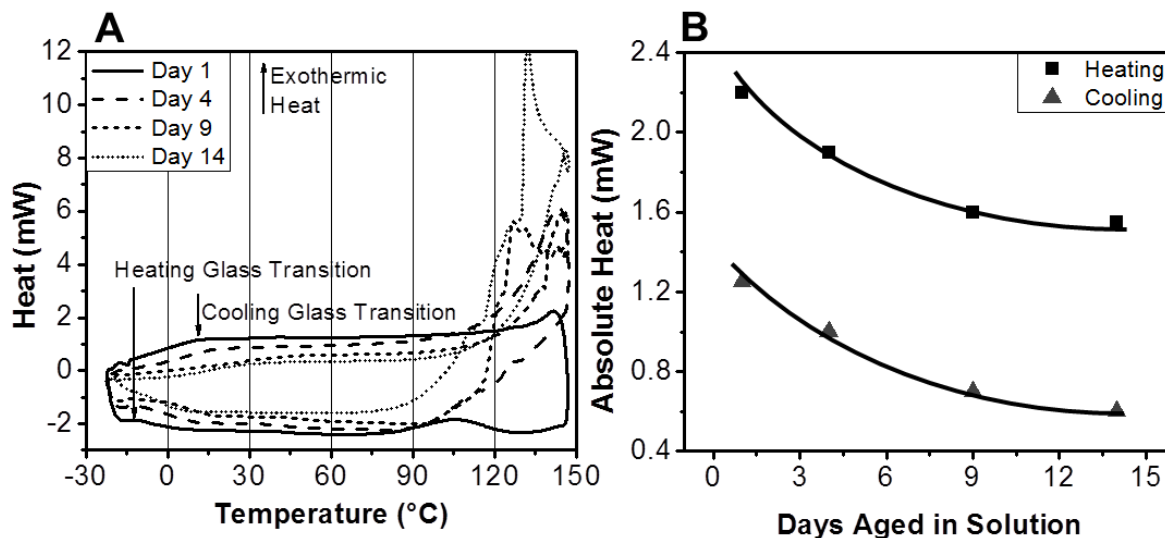 A
Day 1
Day 4
Day 9
Day 14
Exothermic
Heat
Heating Glass Transition
Cooling Glass Transition
12
10
8
6
4
2
0
-2
Heat (mW)
-30 0 30 60 90 120 150
Temperature (°C)
B
Heating
Cooling
2.4
2.0
1.6
1.2
0.8
0.4
Absolute Heat (mW)
0 3 6 9 12 15
Days Aged in Solution